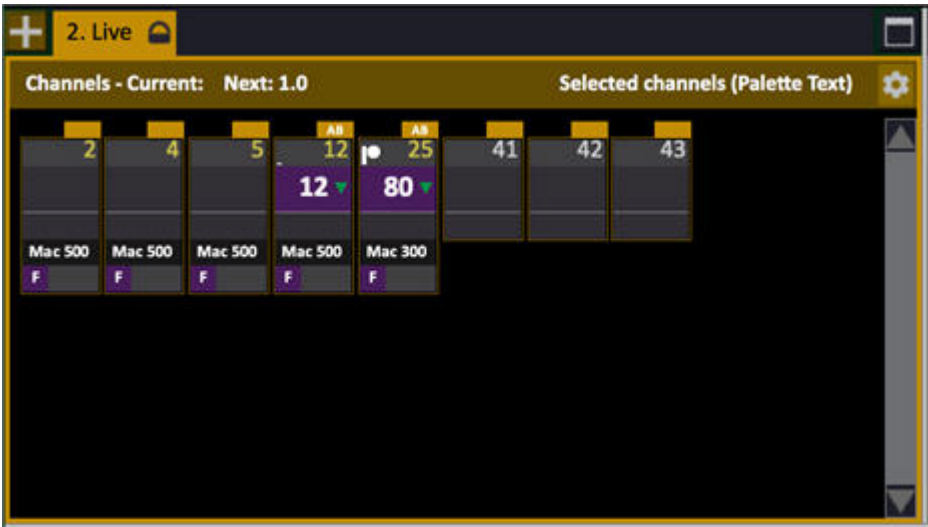 2. Live
Channels - Current: Next: 1.0 Selected channels (Palette Text)
AB AB
2 4 5 12 25 41 42 43
12 80
Mac 500 Mac 500 Mac 500 Mac 500 Mac 300
F F F F F